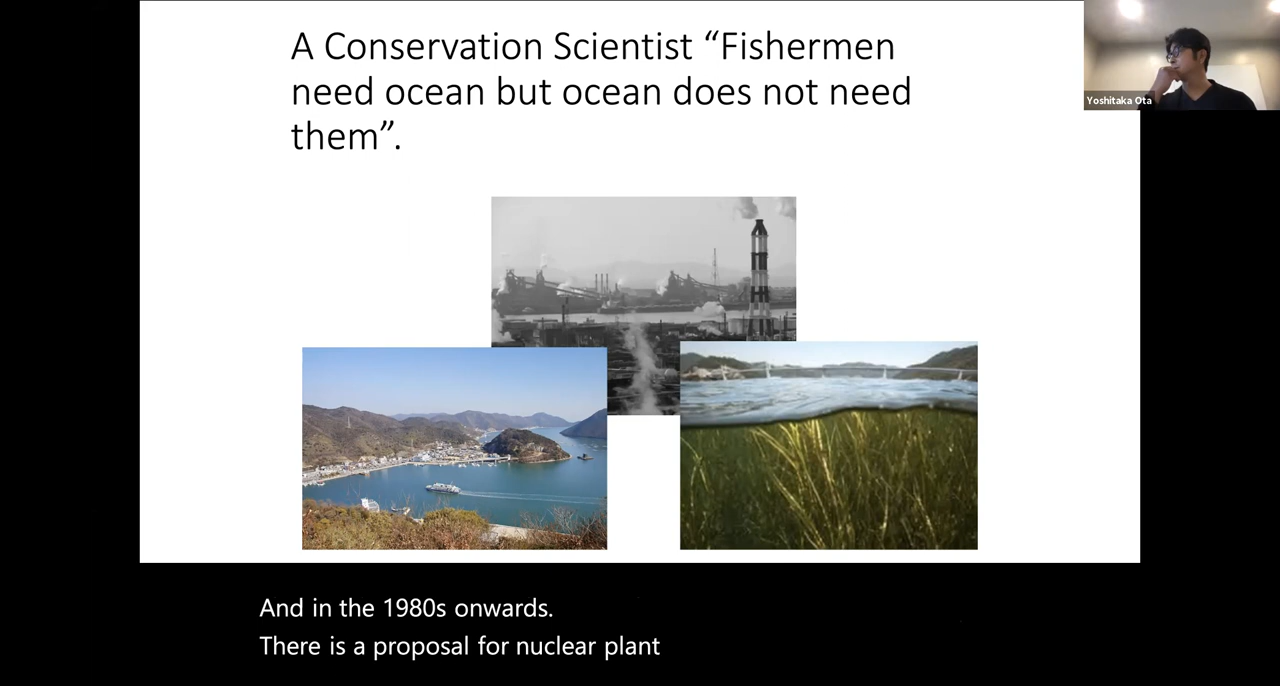 A Conservation Scientist “Fishermen
need ocean but ocean does not need
them”.
Yoshitaka Ota
And in the 1980s onwards.
There is a proposal for nuclear plant